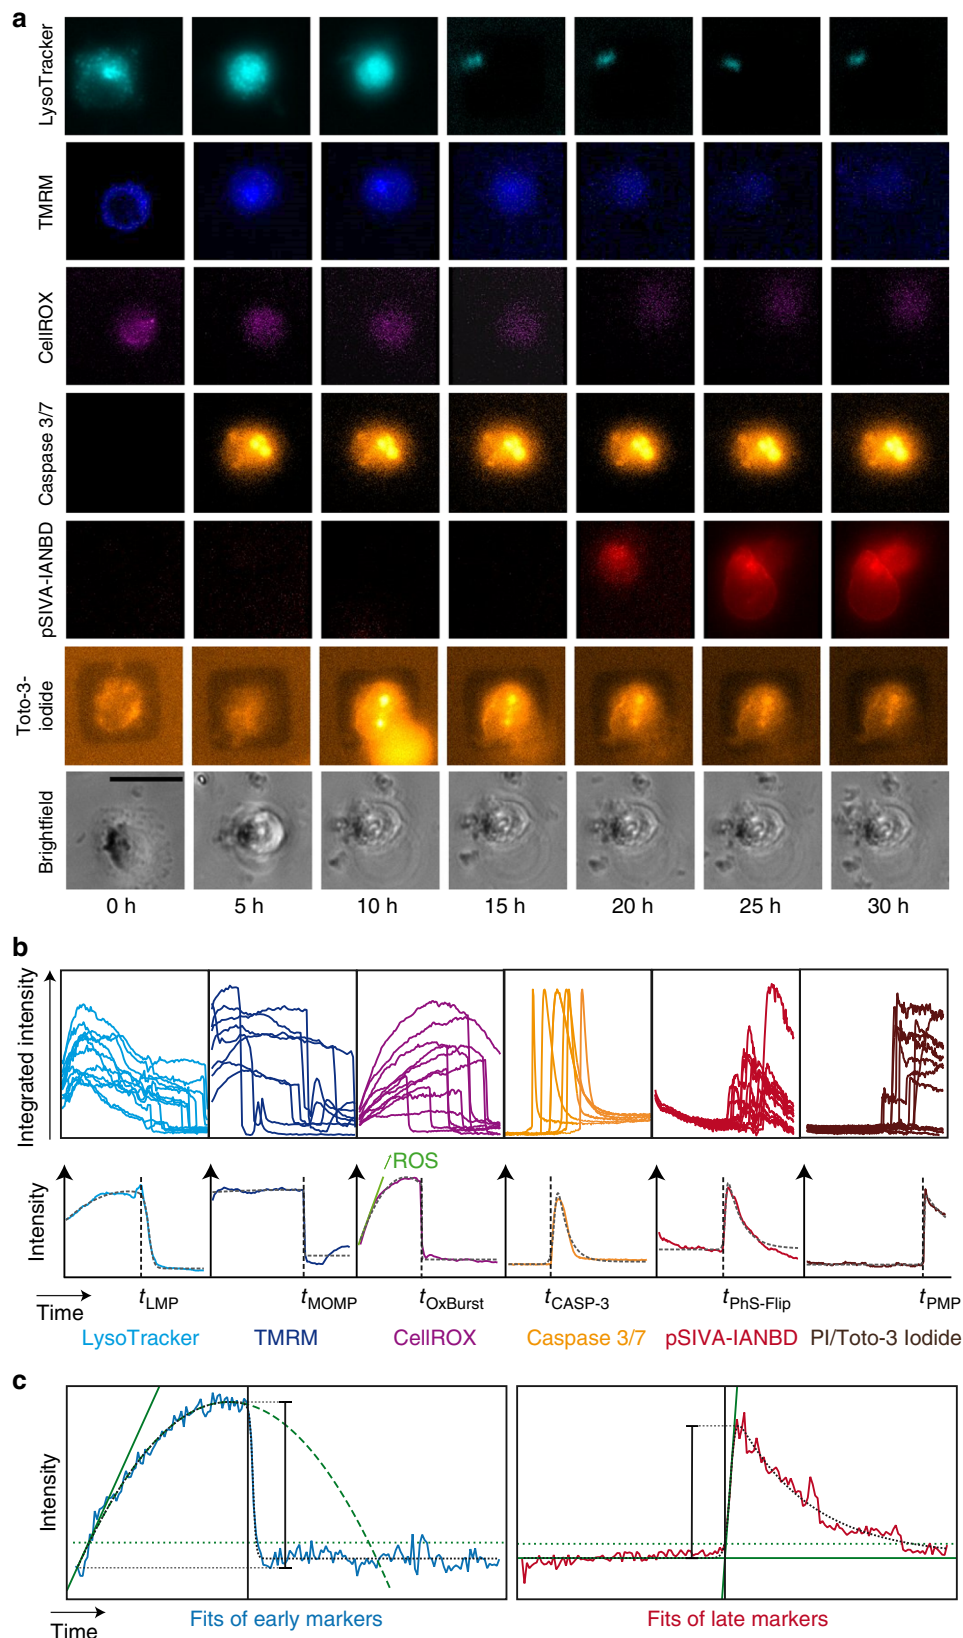 a
LysoTracker
TMRM
CellROX
Caspase 3/7
pSIVA-IANBD
Toto-3-
iodide
Brightfield
0 h 5 h 10 h 15 h 20 h 25 h 30 h
b
Integrated intensity
Intensity
ROS
Time
tLMP tMOMP tOxBurst tCASP-3 tPhS-Flip tPMP
LysoTracker TMRM CellROX Caspase 3/7 pSIVA-IANBD PI/Toto-3 Iodide
c
Intensity
Time
Fits of early markers Fits of late markers